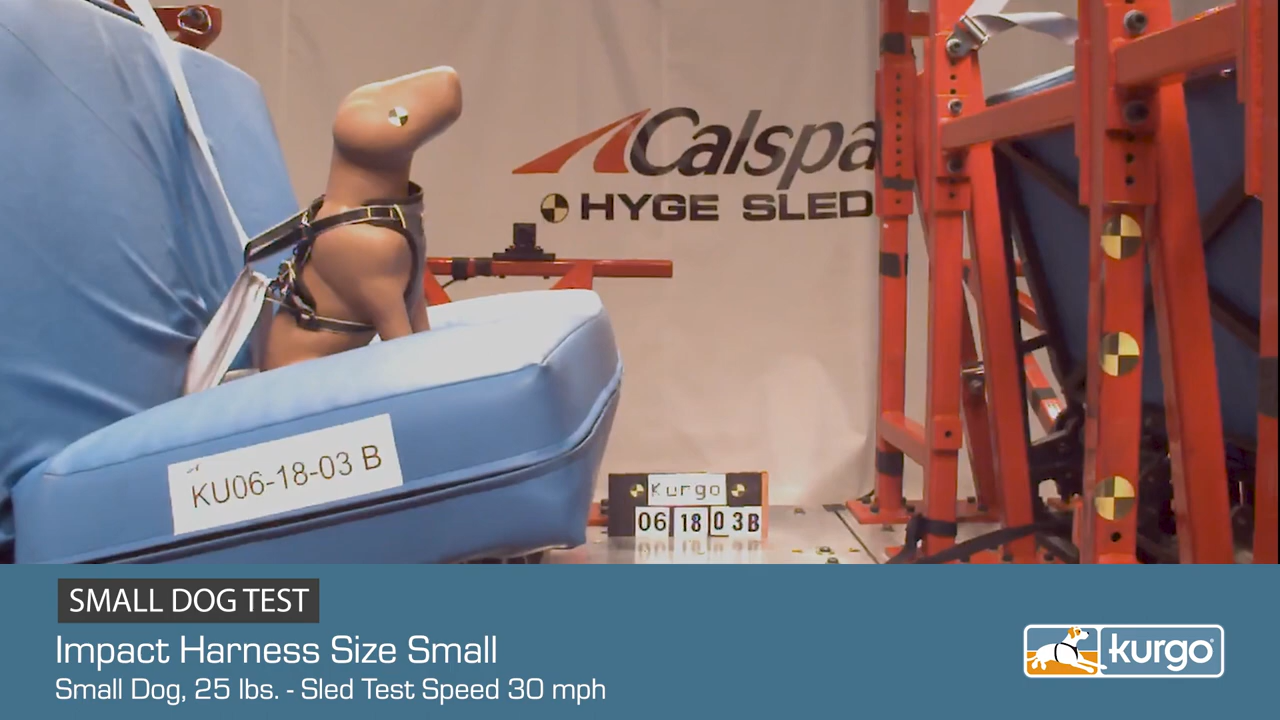 Calspa
HYGE SLED
KU06-18-03 B
Kurgo
06 18 03B
SMALL DOG TEST
Impact Harness Size Small
Small Dog, 25 lbs. - Sled Test Speed 30 mph
kurgo®